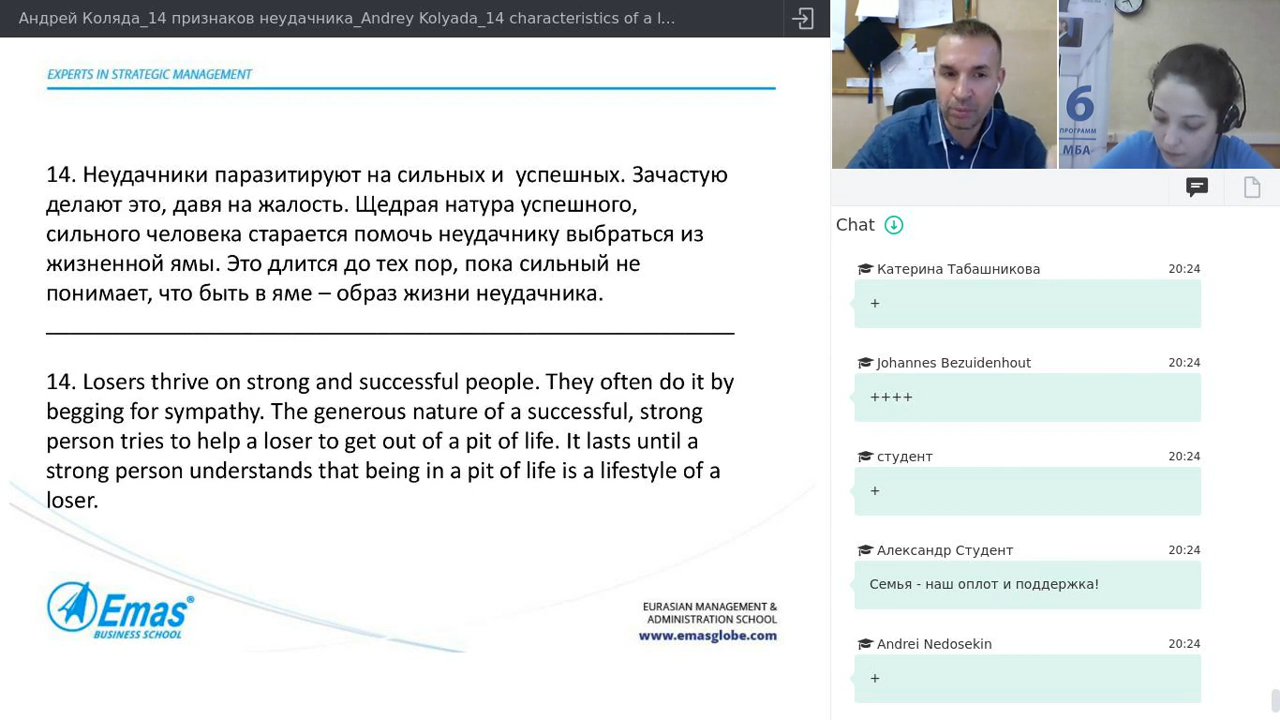 Андрей Коляда_14 признаков неудачника_Andrey Kolyada_14 characteristics of a l...
EXPERTS IN STRATEGIC MANAGEMENT
14. Неудачники паразитируют на сильных и успешных. Зачастую
делают это, давя на жалость. Щедрая натура успешного,
сильного человека старается помочь неудачнику выбраться из
жизненной ямы. Это длится до тех пор, пока сильный не
понимает, что быть в яме – образ жизни неудачника.
14. Losers thrive on strong and successful people. They often do it by
begging for sympathy. The generous nature of a successful, strong
person tries to help a loser to get out of a pit of life. It lasts until a
strong person understands that being in a pit of life is a lifestyle of a
loser.
Emas®
BUSINESS SCHOOL
EURASIAN MANAGEMENT &
ADMINISTRATION SCHOOL
www.emasglobe.com
6
ПРОГРАММ
МБА
Chat
Катерина Табашникова 20:24
+
Johannes Bezuidenhout 20:24
++++
студент 20:24
+
Александр Студент 20:24
Семья - наш оплот и поддержка!
Andrei Nedosekin 20:24
+